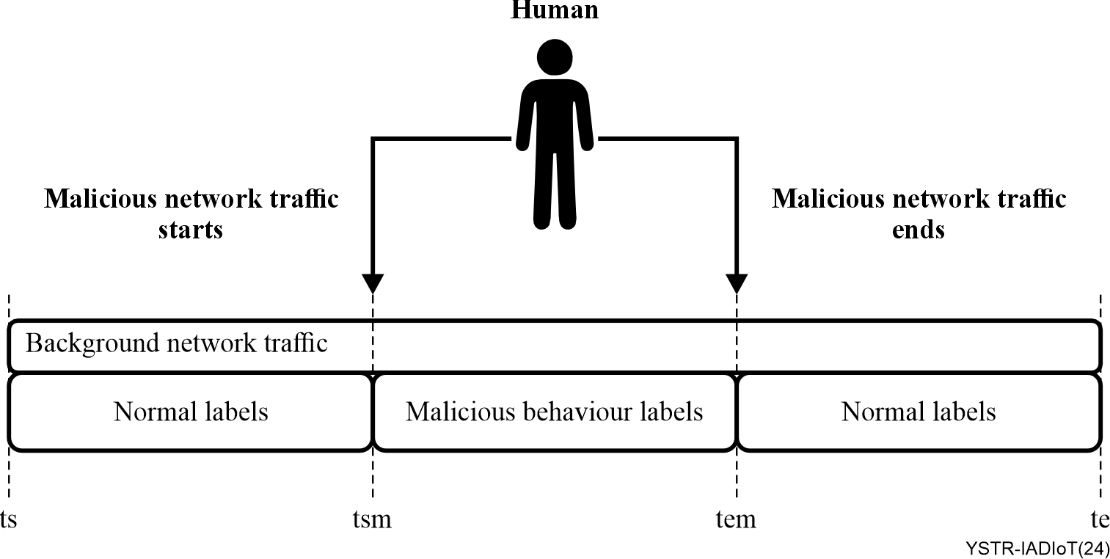 Human
Malicious network traffic
starts
Malicious network traffic
ends
Background network traffic
Normal labels
Malicious behaviour labels
Normal labels
ts
tsm
tem
te
YSTR-IADIoT(24)